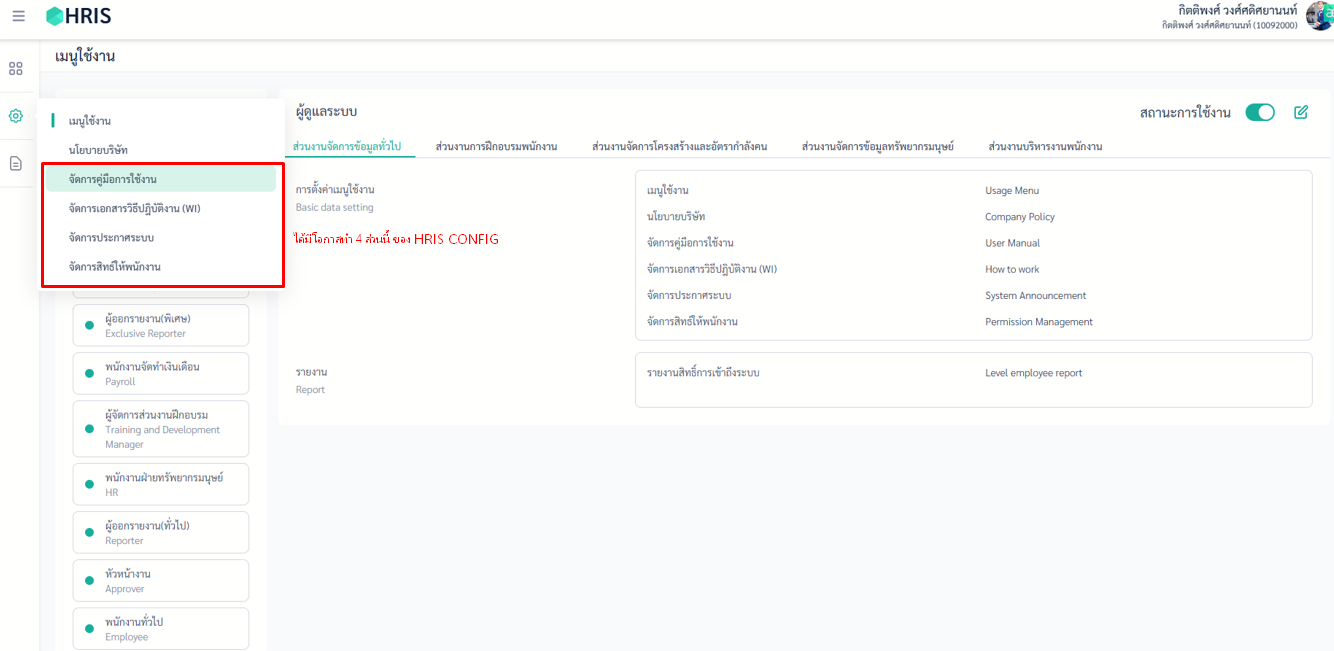 HRIS
กิตติพงศ์ วงศ์ศดิศยานนท์
กิตติพงศ์ วงศ์ศดิศยานนท์ (10092000)
เมนูใช้งาน
เมนูใช้งาน
นโยบายบริษัท
จัดการคู่มือการใช้งาน
จัดการเอกสารวิธีปฏิบัติงาน (WI)
จัดการประกาศระบบ
จัดการสิทธ์ให้พนักงาน
ผู้ออกรายงาน(พิเศษ)
Exclusive Reporter
พนักงานจัดทำเงินเดือน
Payroll
ผู้จัดการส่วนงานฝึกอบรม
Training and Development
Manager
พนักงานฝ่ายทรัพยากรมนุษย์
HR
ผู้ออกรายงาน(ทั่วไป)
Reporter
หัวหน้างาน
Approver
พนักงานทั่วไป
Employee
ผู้ดูแลระบบ
สถานะการใช้งาน
ส่วนงานจัดการข้อมูลทั่วไป ส่วนงานการฝึกอบรมพนักงาน ส่วนงานจัดการโครงสร้างและอัตรากำลังคน ส่วนงานจัดการข้อมูลทรัพยากรมนุษย์ ส่วนงานบริหารงานพนักงาน
การตั้งค่าเมนูใช้งาน
Basic data setting
ได้มีโอกาสทำ 4 ส่วนนี้ ของ HRIS CONFIG
เมนูใช้งาน Usage Menu
นโยบายบริษัท Company Policy
จัดการคู่มือการใช้งาน User Manual
จัดการเอกสารวิธีปฏิบัติงาน (WI) How to work
จัดการประกาศระบบ System Announcement
จัดการสิทธ์ให้พนักงาน Permission Management
รายงาน
Report
รายงานสิทธิ์การเข้าถึงระบบ Level employee report